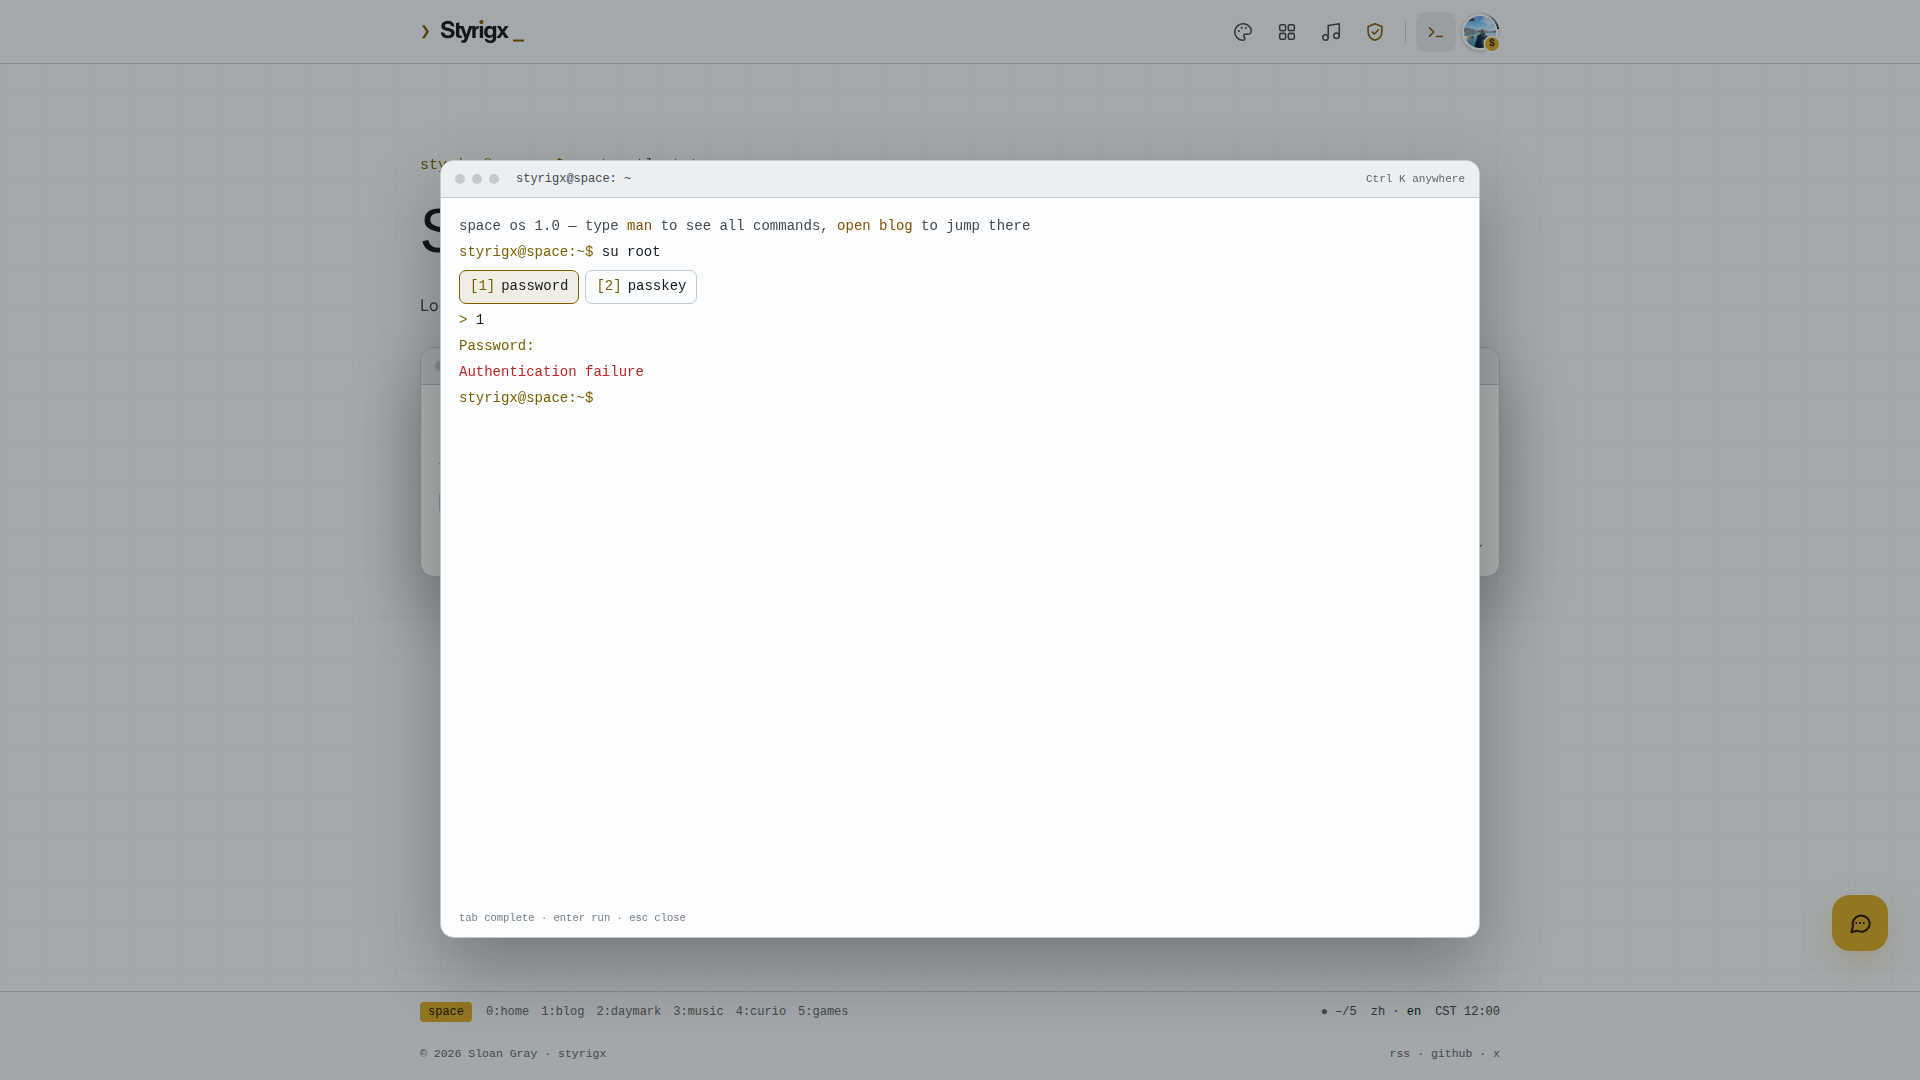 ❯ Styrigx _
$
sty
S
Lo
styrigx@space: ~
Ctrl K anywhere
space os 1.0 — type man to see all commands, open blog to jump there
styrigx@space:~$ su root
[1] password [2] passkey
> 1
Password:
Authentication failure
styrigx@space:~$
tab complete · enter run · esc close
space 0:home 1:blog 2:daymark 3:music 4:curio 5:games
● –/5 zh · en CST 12:00
© 2026 Sloan Gray · styrigx
rss · github · x